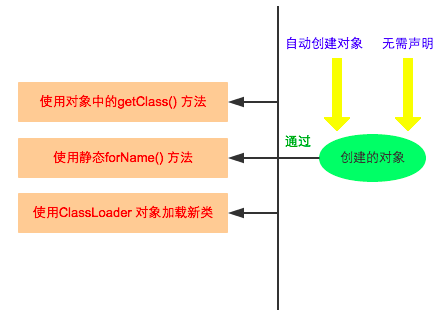 自动创建对象 无需声明
使用对象中的getClass() 方法
通过
使用静态forName() 方法
创建的对象
使用ClassLoader 对象加载新类